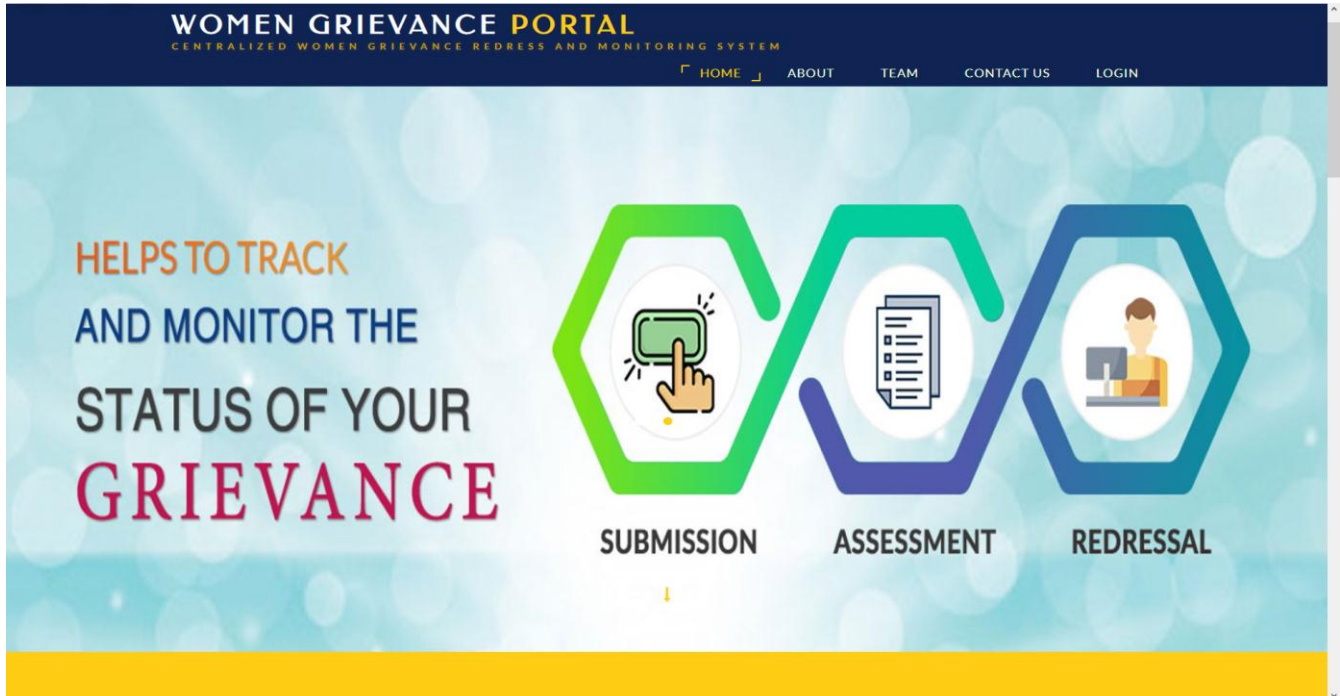 WOMEN GRIEVANCE PORTAL
CENTRALIZED WOMEN GRIEVANCE REDRESS AND MONITORING SYSTEM
HOME ABOUT TEAM CONTACT US LOGIN
HELPS TO TRACK
AND MONITOR THE
STATUS OF YOUR
GRIEVANCE
SUBMISSION ASSESSMENT REDRESSAL